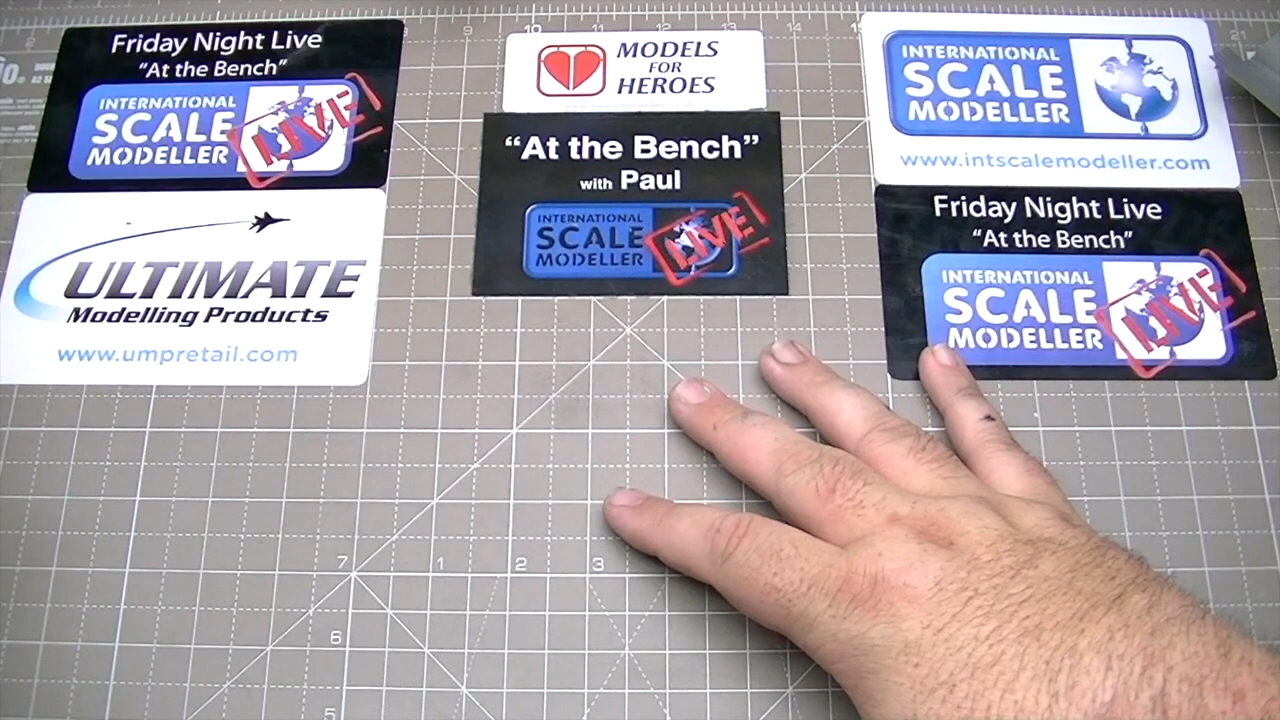 Friday Night Live
"At the Bench"
INTERNATIONAL
SCALE
MODELLER
LIVE!
ULTIMATE
Modelling Products
www.umpretail.com
MODELS
FOR
HEROES
"At the Bench"
with Paul
INTERNATIONAL
SCALE
MODELLER
LIVE!
INTERNATIONAL
SCALE
MODELLER
www.intscalemodeller.com
Friday Night Live
"At the Bench"
INTERNATIONAL
SCALE
MODELLER
LIVE!
9 10 11 12 13 14
21
7 1 2 3
6
5